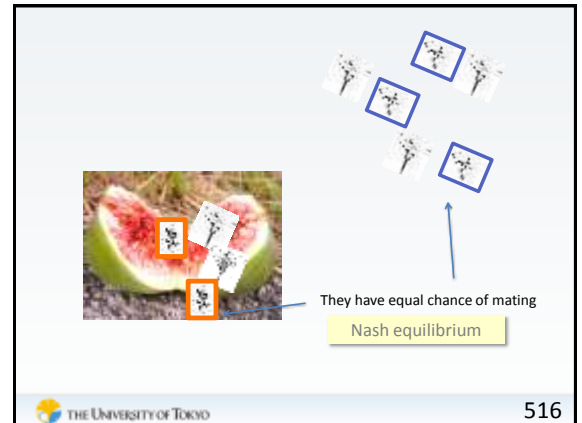 They have equal chance of mating
Nash equilibrium
THE UNIVERSITY OF TOKYO
516